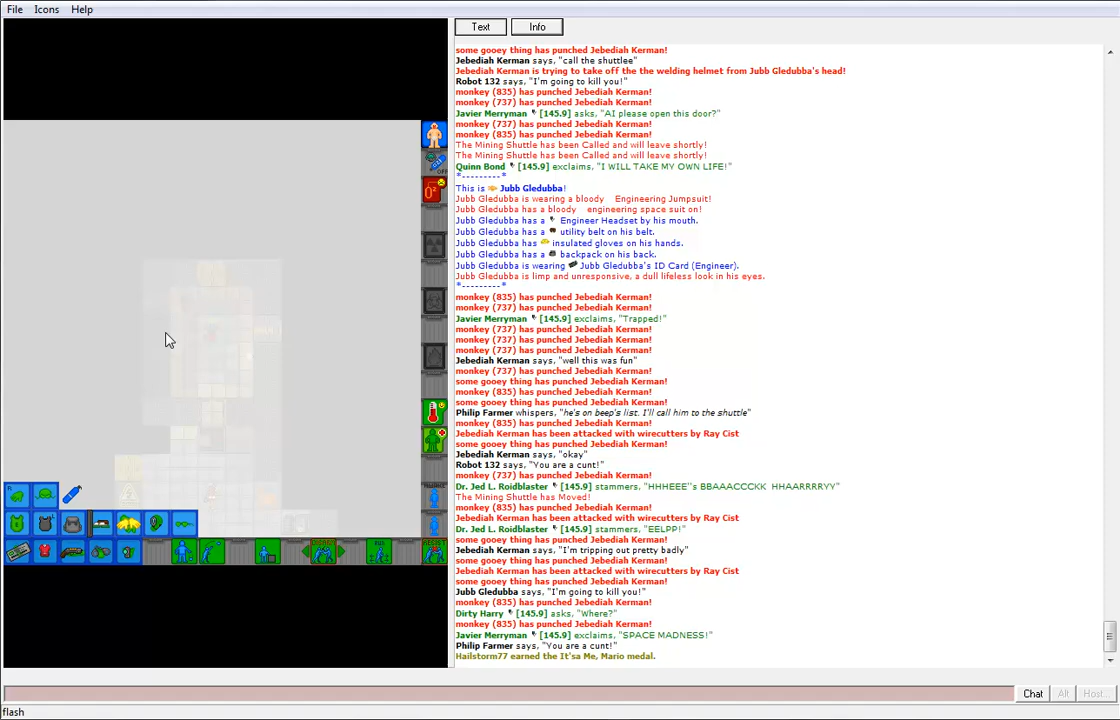 File Icons Help
Text Info
some gooey thing has punched Jebediah Kerman!
Jebediah Kerman says, "call the shuttlee"
Jebediah Kerman is trying to take off the the welding helmet from Jubb Gledubba's head!
Robot 132 says, "I'm going to kill you!"
monkey (835) has punched Jebediah Kerman!
monkey (737) has punched Jebediah Kerman!
Javier Merryman [145.9] asks, "AI please open this door?"
monkey (737) has punched Jebediah Kerman!
monkey (835) has punched Jebediah Kerman!
The Mining Shuttle has been Called and will leave shortly!
The Mining Shuttle has been Called and will leave shortly!
Quinn Bond [145.9] exclaims, "I WILL TAKE MY OWN LIFE!"
*---------*
This is Jubb Gledubba!
Jubb Gledubba is wearing a bloody Engineering Jumpsuit!
Jubb Gledubba has a bloody engineering space suit on!
Jubb Gledubba has a Engineer Headset by his mouth.
Jubb Gledubba has a utility belt on his belt.
Jubb Gledubba has insulated gloves on his hands.
Jubb Gledubba has a backpack on his back.
Jubb Gledubba is wearing Jubb Gledubba's ID Card (Engineer).
Jubb Gledubba is limp and unresponsive, a dull lifeless look in his eyes.
*---------*
monkey (835) has punched Jebediah Kerman!
monkey (737) has punched Jebediah Kerman!
Javier Merryman [145.9] exclaims, "Trapped!"
monkey (737) has punched Jebediah Kerman!
monkey (737) has punched Jebediah Kerman!
monkey (737) has punched Jebediah Kerman!
Jebediah Kerman says, "well this was fun"
monkey (737) has punched Jebediah Kerman!
some gooey thing has punched Jebediah Kerman!
monkey (835) has punched Jebediah Kerman!
some gooey thing has punched Jebediah Kerman!
Philip Farmer whispers, "he's on beep's list. I'll call him to the shuttle"
monkey (835) has punched Jebediah Kerman!
Jebediah Kerman has been attacked with wirecutters by Ray Cist
some gooey thing has punched Jebediah Kerman!
Jebediah Kerman says, "okay"
Robot 132 says, "You are a cunt!"
monkey (737) has punched Jebediah Kerman!
Dr. Jed L. Roidblaster [145.9] stammers, "HHHEEE"s BBAAACCCKK HHAARRRRYY"
The Mining Shuttle has Moved!
monkey (835) has punched Jebediah Kerman!
Jebediah Kerman has been attacked with wirecutters by Ray Cist
Dr. Jed L. Roidblaster [145.9] stammers, "EELPP!"
some gooey thing has punched Jebediah Kerman!
Jebediah Kerman says, "I'm tripping out pretty badly"
monkey (835) has punched Jebediah Kerman!
Jebediah Kerman has been attacked with wirecutters by Ray Cist
some gooey thing has punched Jebediah Kerman!
Jubb Gledubba says, "I'm going to kill you!"
monkey (835) has punched Jebediah Kerman!
Dirty Harry [145.9] asks, "Where?"
monkey (835) has punched Jebediah Kerman!
Javier Merryman [145.9] exclaims, "SPACE MADNESS!"
Philip Farmer says, "You are a cunt!"
Hailstorm77 earned the It'sa Me, Mario medal.
OFF
DISARM
RUN
RESIST
Chat Alt Host...
flash